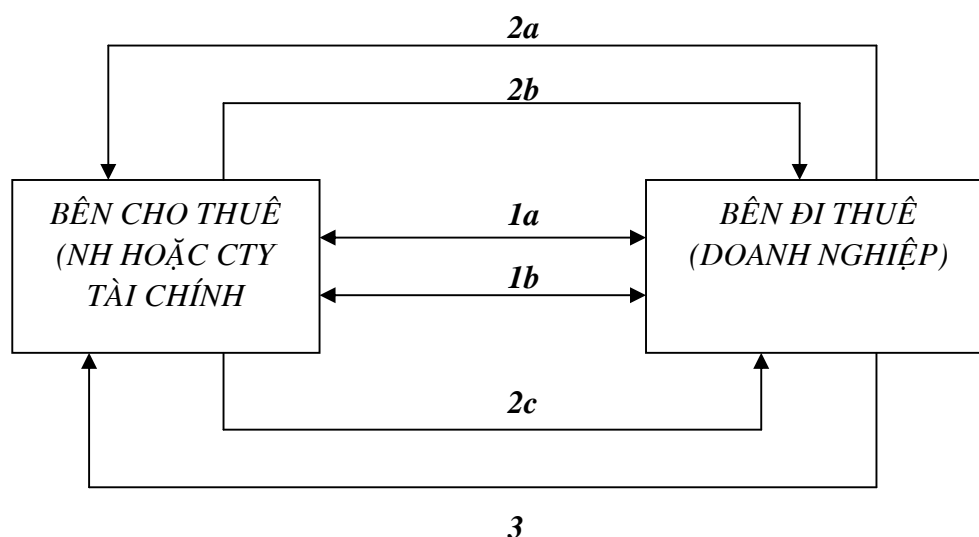 2a
2b
BÊN CHO THUÊ
(NH HOẶC CTY
TÀI CHÍNH
1a
1b
BÊN ĐI THUÊ
(DOANH NGHIỆP)
2c
3